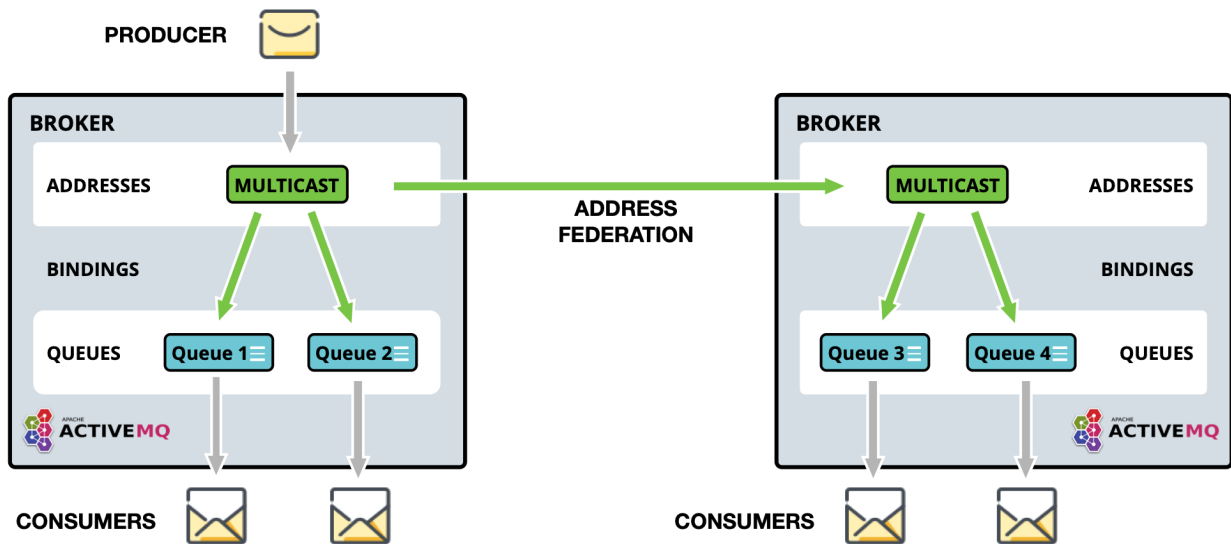 PRODUCER
BROKER
ADDRESSES
MULTICAST
BINDINGS
QUEUES
Queue 1
Queue 2
APACHE
ACTIVEMQ
CONSUMERS
ADDRESS
FEDERATION
BROKER
MULTICAST
ADDRESSES
BINDINGS
Queue 3
Queue 4
QUEUES
APACHE
ACTIVEMQ
CONSUMERS